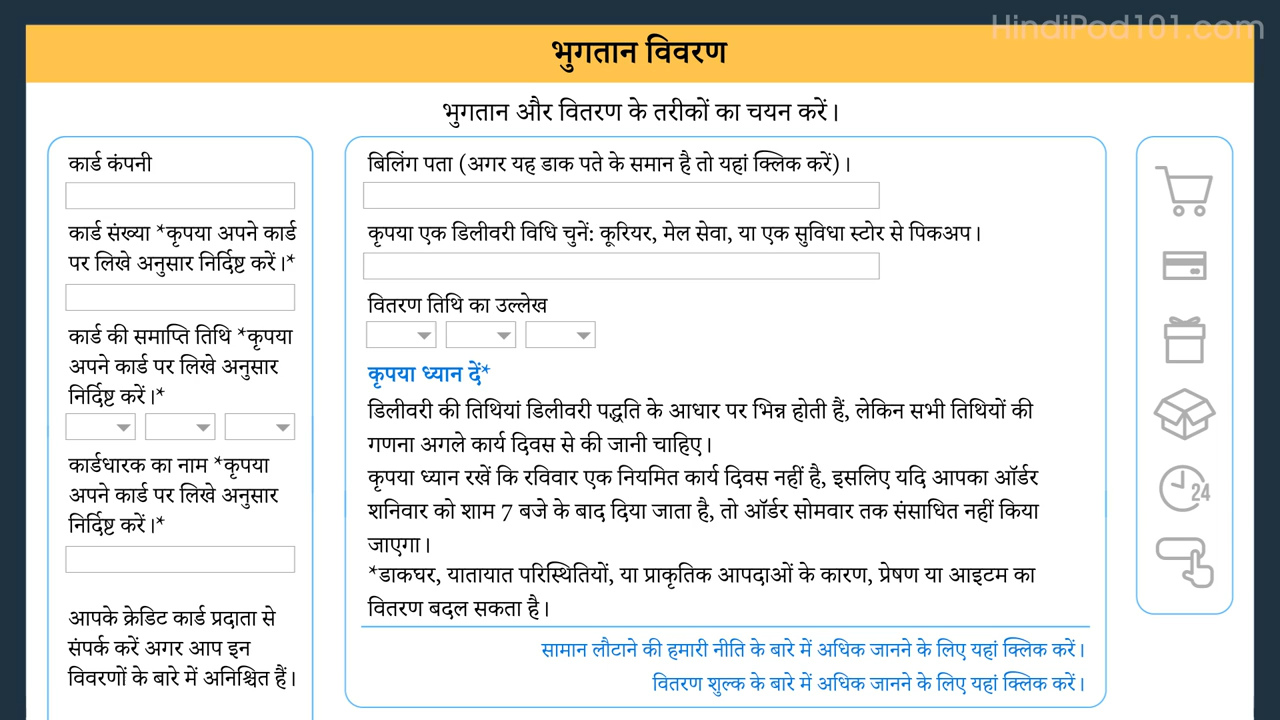 HindiPod101.com
भुगतान विवरण
भुगतान और वितरण के तरीकों का चयन करें।
कार्ड कंपनी
कार्ड संख्या *कृपया अपने कार्ड
पर लिखे अनुसार निर्दिष्ट करें।*
कार्ड की समाप्ति तिथि *कृपया
अपने कार्ड पर लिखे अनुसार
निर्दिष्ट करें।*
कार्डधारक का नाम *कृपया
अपने कार्ड पर लिखे अनुसार
निर्दिष्ट करें।*
आपके क्रेडिट कार्ड प्रदाता से
संपर्क करें अगर आप इन
विवरणों के बारे में अनिश्चित हैं।
बिलिंग पता (अगर यह डाक पते के समान है तो यहां क्लिक करें)।
कृपया एक डिलीवरी विधि चुनें: कूरियर, मेल सेवा, या एक सुविधा स्टोर से पिकअप।
वितरण तिथि का उल्लेख
कृपया ध्यान दें*
डिलीवरी की तिथियां डिलीवरी पद्धति के आधार पर भिन्न होती हैं, लेकिन सभी तिथियों की
गणना अगले कार्य दिवस से की जानी चाहिए।
कृपया ध्यान रखें कि रविवार एक नियमित कार्य दिवस नहीं है, इसलिए यदि आपका ऑर्डर
शनिवार को शाम 7 बजे के बाद दिया जाता है, तो ऑर्डर सोमवार तक संसाधित नहीं किया
जाएगा।
*डाकघर, यातायात परिस्थितियों, या प्राकृतिक आपदाओं के कारण, प्रेषण या आइटम का
वितरण बदल सकता है।
सामान लौटाने की हमारी नीति के बारे में अधिक जानने के लिए यहां क्लिक करें।
वितरण शुल्क के बारे में अधिक जानने के लिए यहां क्लिक करें।
24